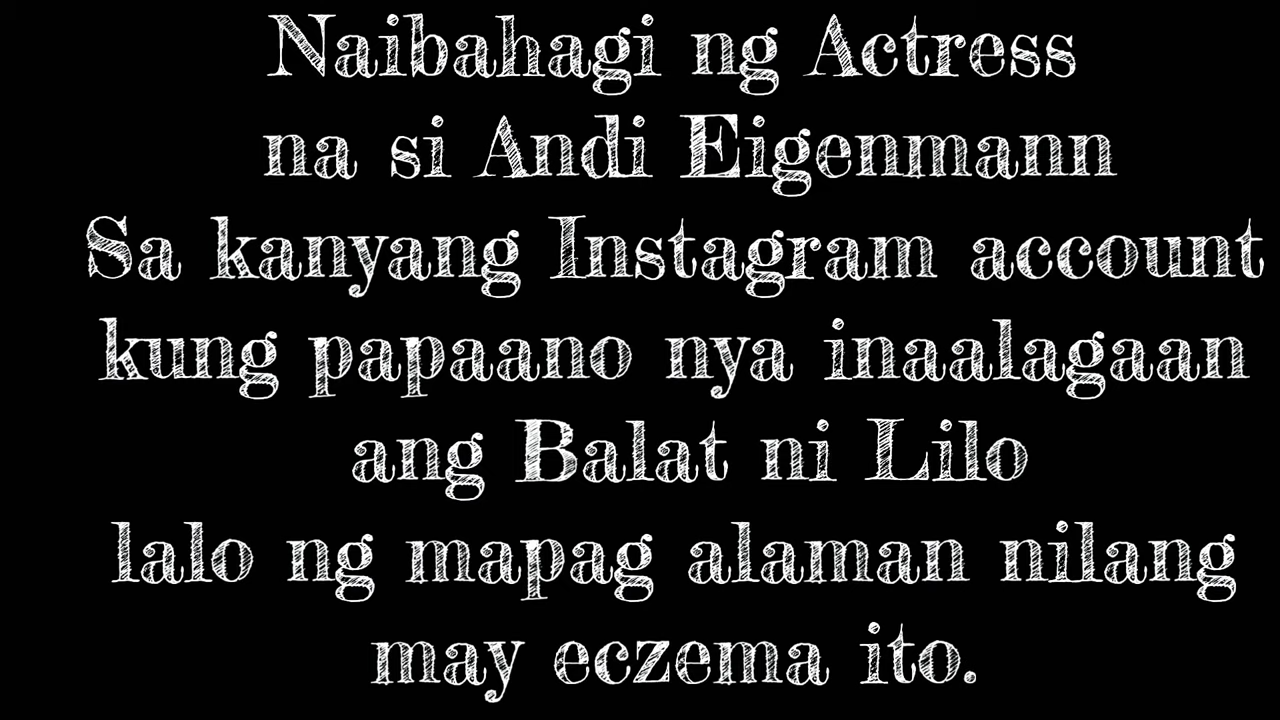 Naibahagi ng Actress
na si Andi Eigenmann
Sa kanyang Instagram account
kung papaano nya inaalagaan
ang Balat ni Lilo
lalo ng mapag alaman nilang
may eczema ito.